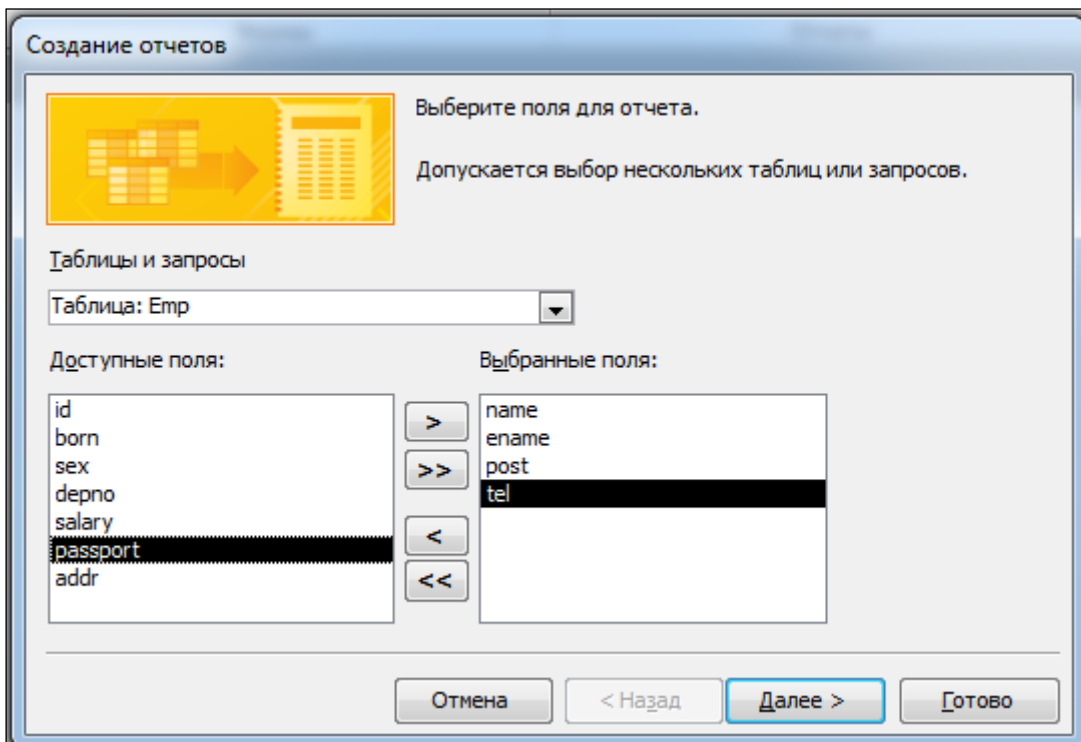 Создание отчетов
Выберите поля для отчета.
Допускается выбор нескольких таблиц или запросов.
Таблицы и запросы
Таблица: Emp
Доступные поля:
Выбранные поля:
id
born
sex
depno
salary
passport
addr
>
>>
<
<<
name
ename
post
tel
Отмена
< Назад
Далее >
Готово